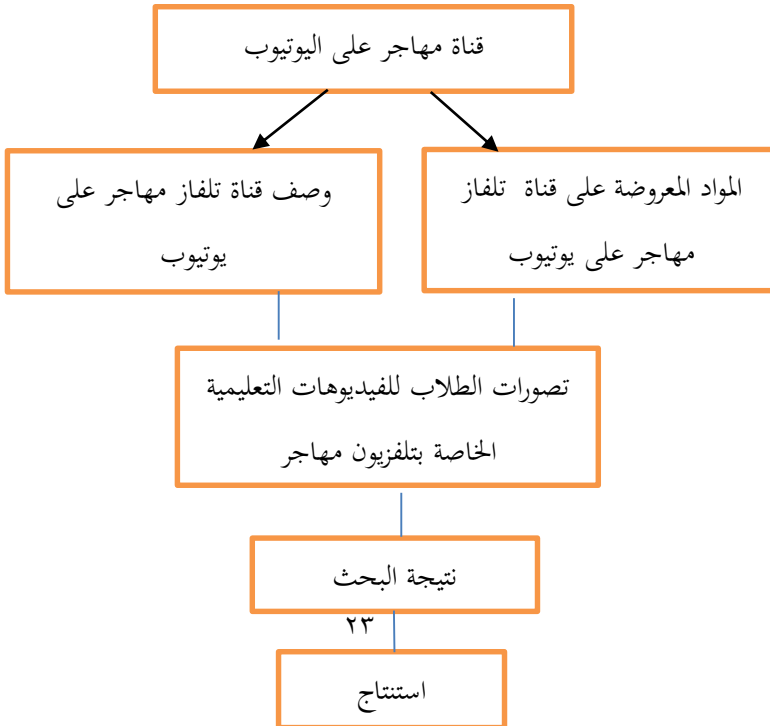 قناة مهاجر على اليوتيوب
المواد المعروضة على قناة تلفاز
مهاجر على يوتيوب
وصف قناة تلفاز مهاجر على
يوتيوب
تصورات الطلاب للفيديوهات التعليمية
الخاصة بتلفزيون مهاجر
نتيجة البحث
٢٣
استنتاج